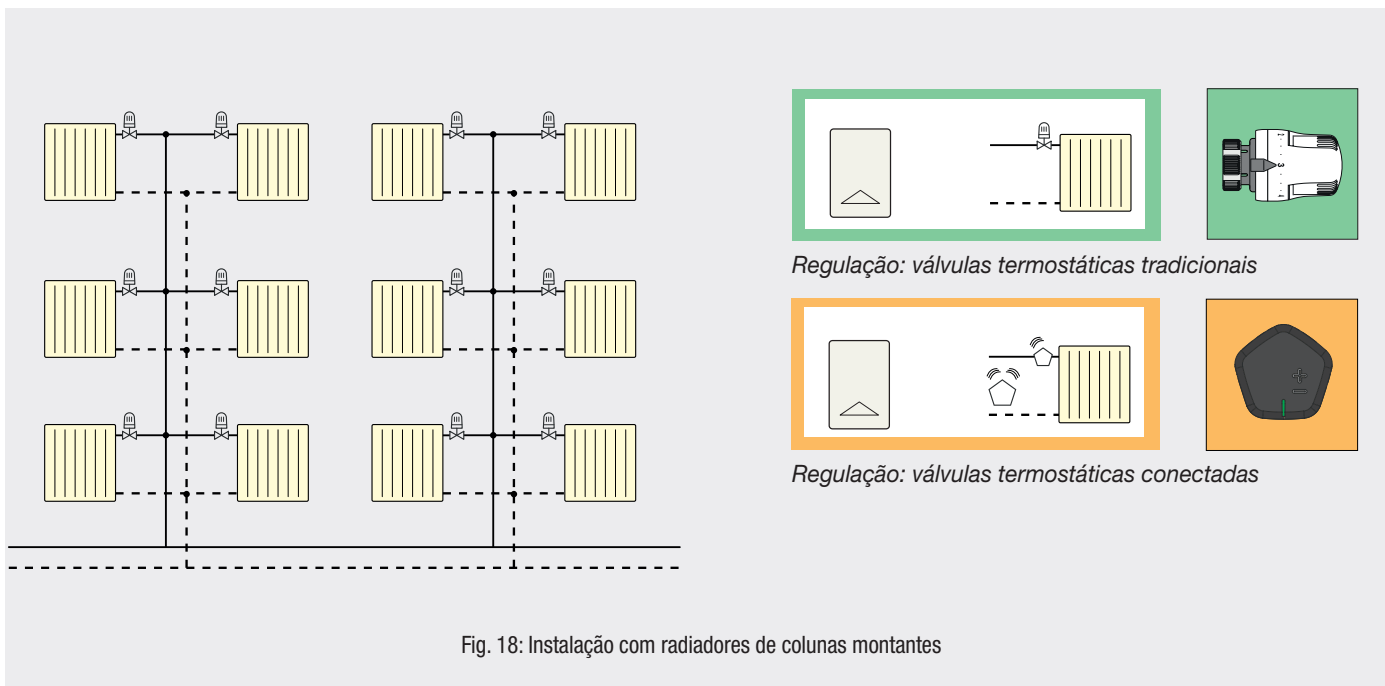 Regulação: válvulas termostáticas tradicionais
Regulação: válvulas termostáticas conectadas
Fig. 18: Instalação com radiadores de colunas montantes